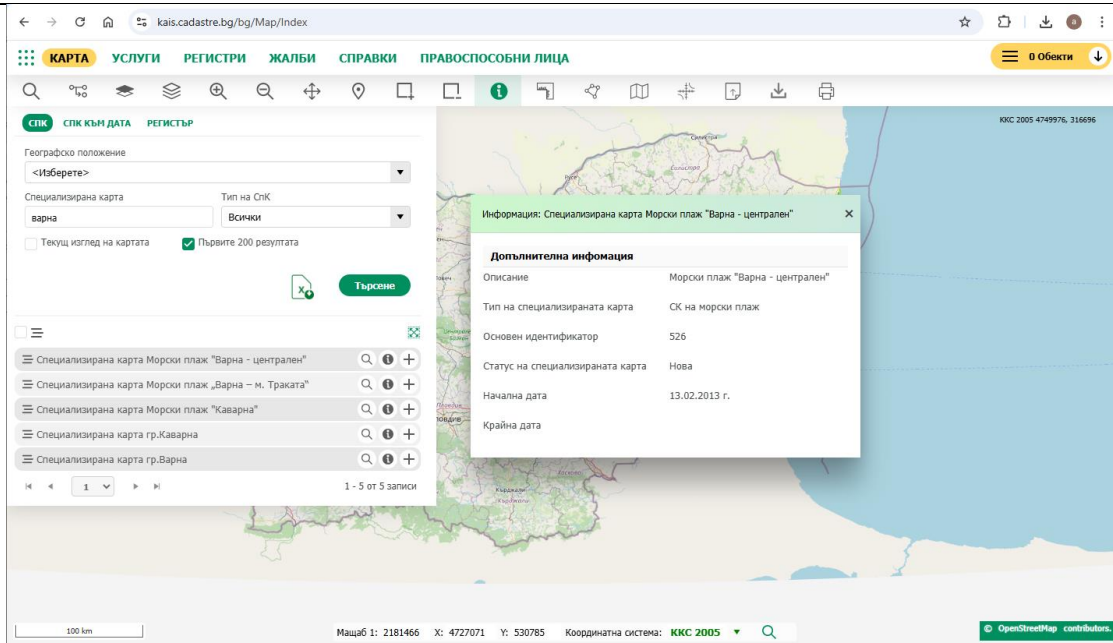 kais.cadastre.bg/bg/Map/Index
a
КАРТА УСЛУГИ РЕГИСТРИ ЖАЛБИ СПРАВКИ ПРАВОСПОСОБНИ ЛИЦА
0 Обекти
СПК СПК КЪМ ДАТА РЕГИСТЪР
ККС 2005 4749976, 316696
Географско положение
<Изберете>
Специализирана карта Тип на СпК
варна Всички
Текущ изглед на картата Първите 200 резултата
Търсене
Специализирана карта Морски плаж "Варна - централен"
Специализирана карта Морски плаж „Варна – м. Траката"
Специализирана карта Морски плаж "Каварна"
Специализирана карта гр.Каварна
Специализирана карта гр.Варна
1
1 - 5 от 5 записи
Информация: Специализирана карта Морски плаж "Варна - централен"
Допълнителна инфомация
Описание Морски плаж "Варна - централен"
Тип на специализираната карта СК на морски плаж
Основен идентификатор 526
Статус на специализираната карта Нова
Начална дата 13.02.2013 г.
Крайна дата
Силистра
Кърджали
100 km
Мащаб 1: 2181466 X: 4727071 Y: 530785 Координатна система: ККС 2005
© OpenStreetMap contributors.